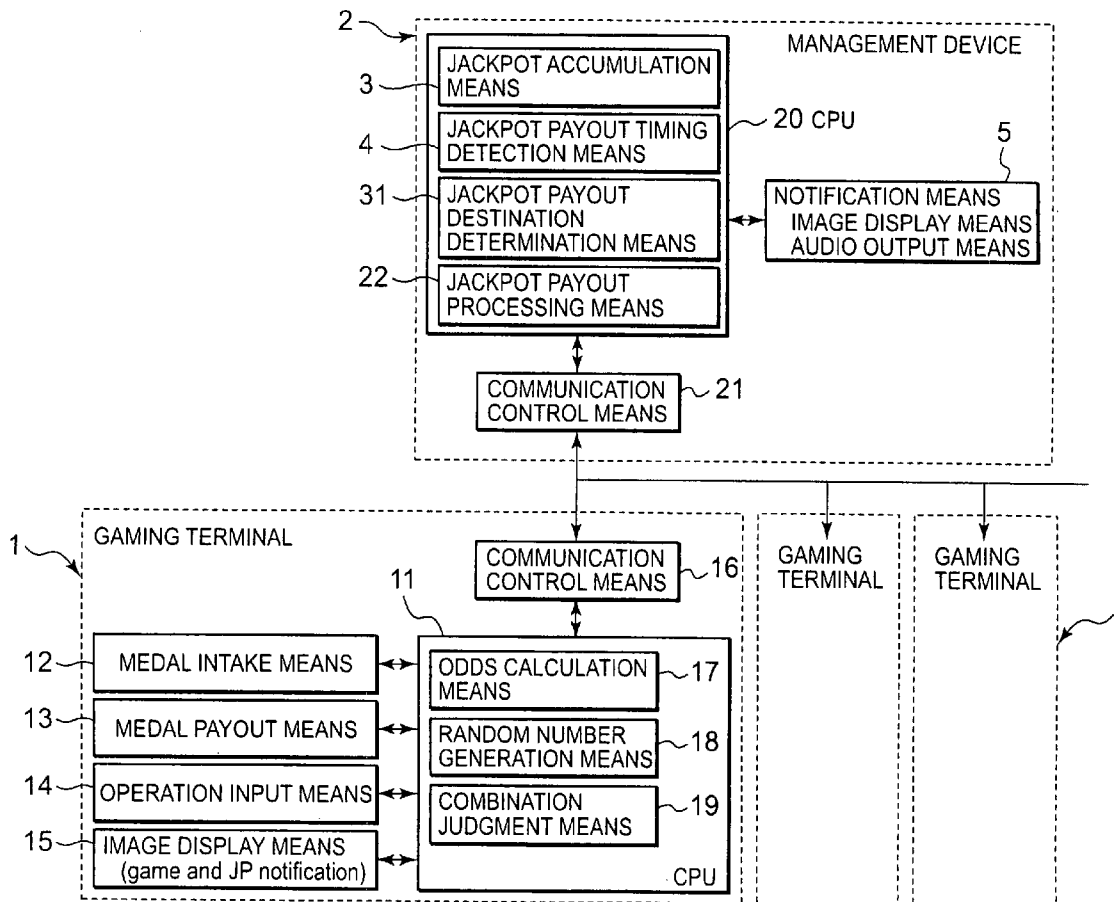 2
MANAGEMENT DEVICE
3
JACKPOT ACCUMULATION
MEANS
4
JACKPOT PAYOUT TIMING
DETECTION MEANS
20 CPU
31
JACKPOT PAYOUT
DESTINATION
DETERMINATION MEANS
5
NOTIFICATION MEANS
IMAGE DISPLAY MEANS
AUDIO OUTPUT MEANS
22
JACKPOT PAYOUT
PROCESSING MEANS
COMMUNICATION
CONTROL MEANS
21
1
GAMING TERMINAL
COMMUNICATION
CONTROL MEANS
16
GAMING
TERMINAL
GAMING
TERMINAL
11
12
MEDAL INTAKE MEANS
13
MEDAL PAYOUT MEANS
14
OPERATION INPUT MEANS
15
IMAGE DISPLAY MEANS
(game and JP notification)
ODDS CALCULATION
MEANS
17
RANDOM NUMBER
GENERATION MEANS
18
COMBINATION
JUDGMENT MEANS
19
CPU